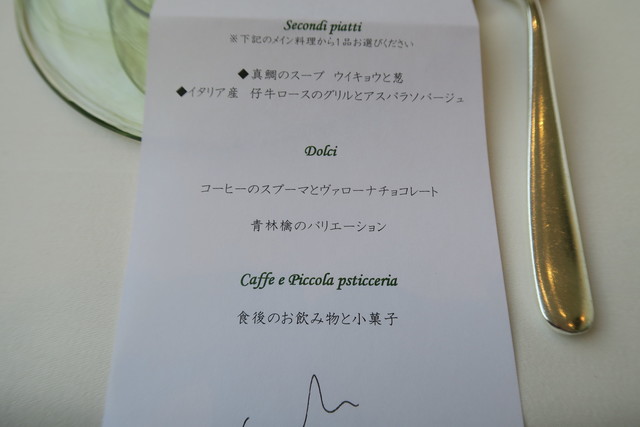 Secondi piatti
※下記のメイン料理から1品お選びください
◆真鯛のスープ ウイキョウと葱
◆イタリア産 仔牛ロースのグリルとアスパラソバージュ
Dolci
コーヒーのスプーマとヴァローナチョコレート
青林檎のバリエーション
Caffe e Piccola psticceria
食後のお飲み物と小菓子